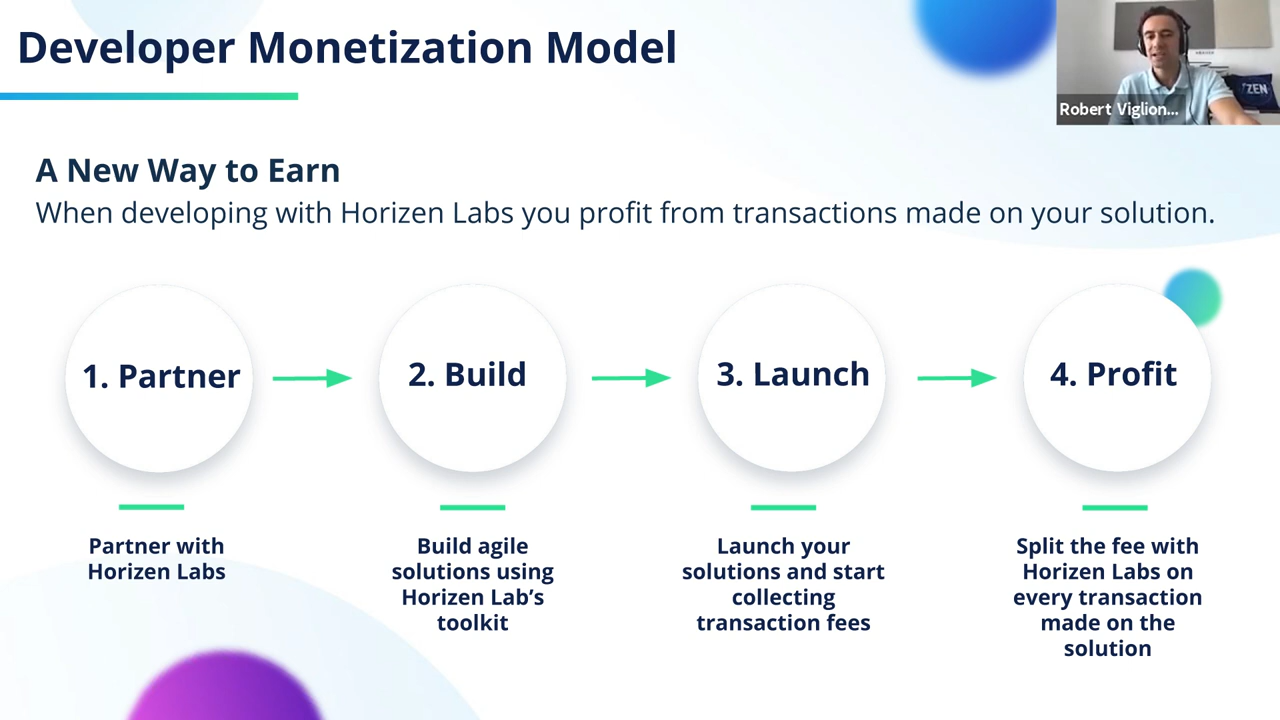 Developer Monetization Model
Robert Viglion...
ZEN
A New Way to Earn
When developing with Horizen Labs you profit from transactions made on your solution.
1. Partner
2. Build
3. Launch
4. Profit
Partner with
Horizen Labs
Build agile
solutions using
Horizen Lab’s
toolkit
Launch your
solutions and start
collecting
transaction fees
Split the fee with
Horizen Labs on
every transaction
made on the
solution